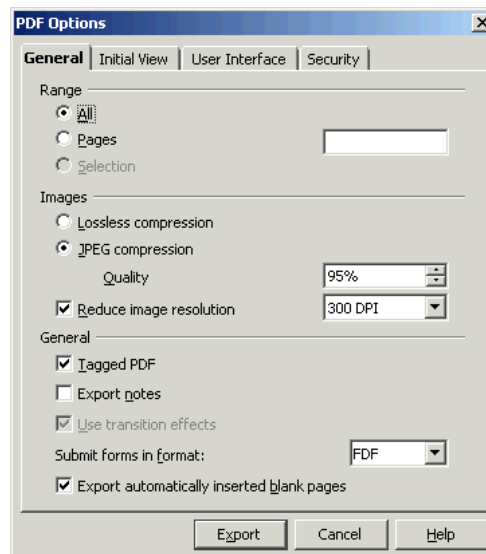 PDF Options
General Initial View User Interface Security
Range
All
Pages
Selection
Images
Lossless compression
JPEG compression
Quality 95%
Reduce image resolution 300 DPI
General
Tagged PDF
Export notes
Use transition effects
Submit forms in format: FDF
Export automatically inserted blank pages
Export Cancel Help